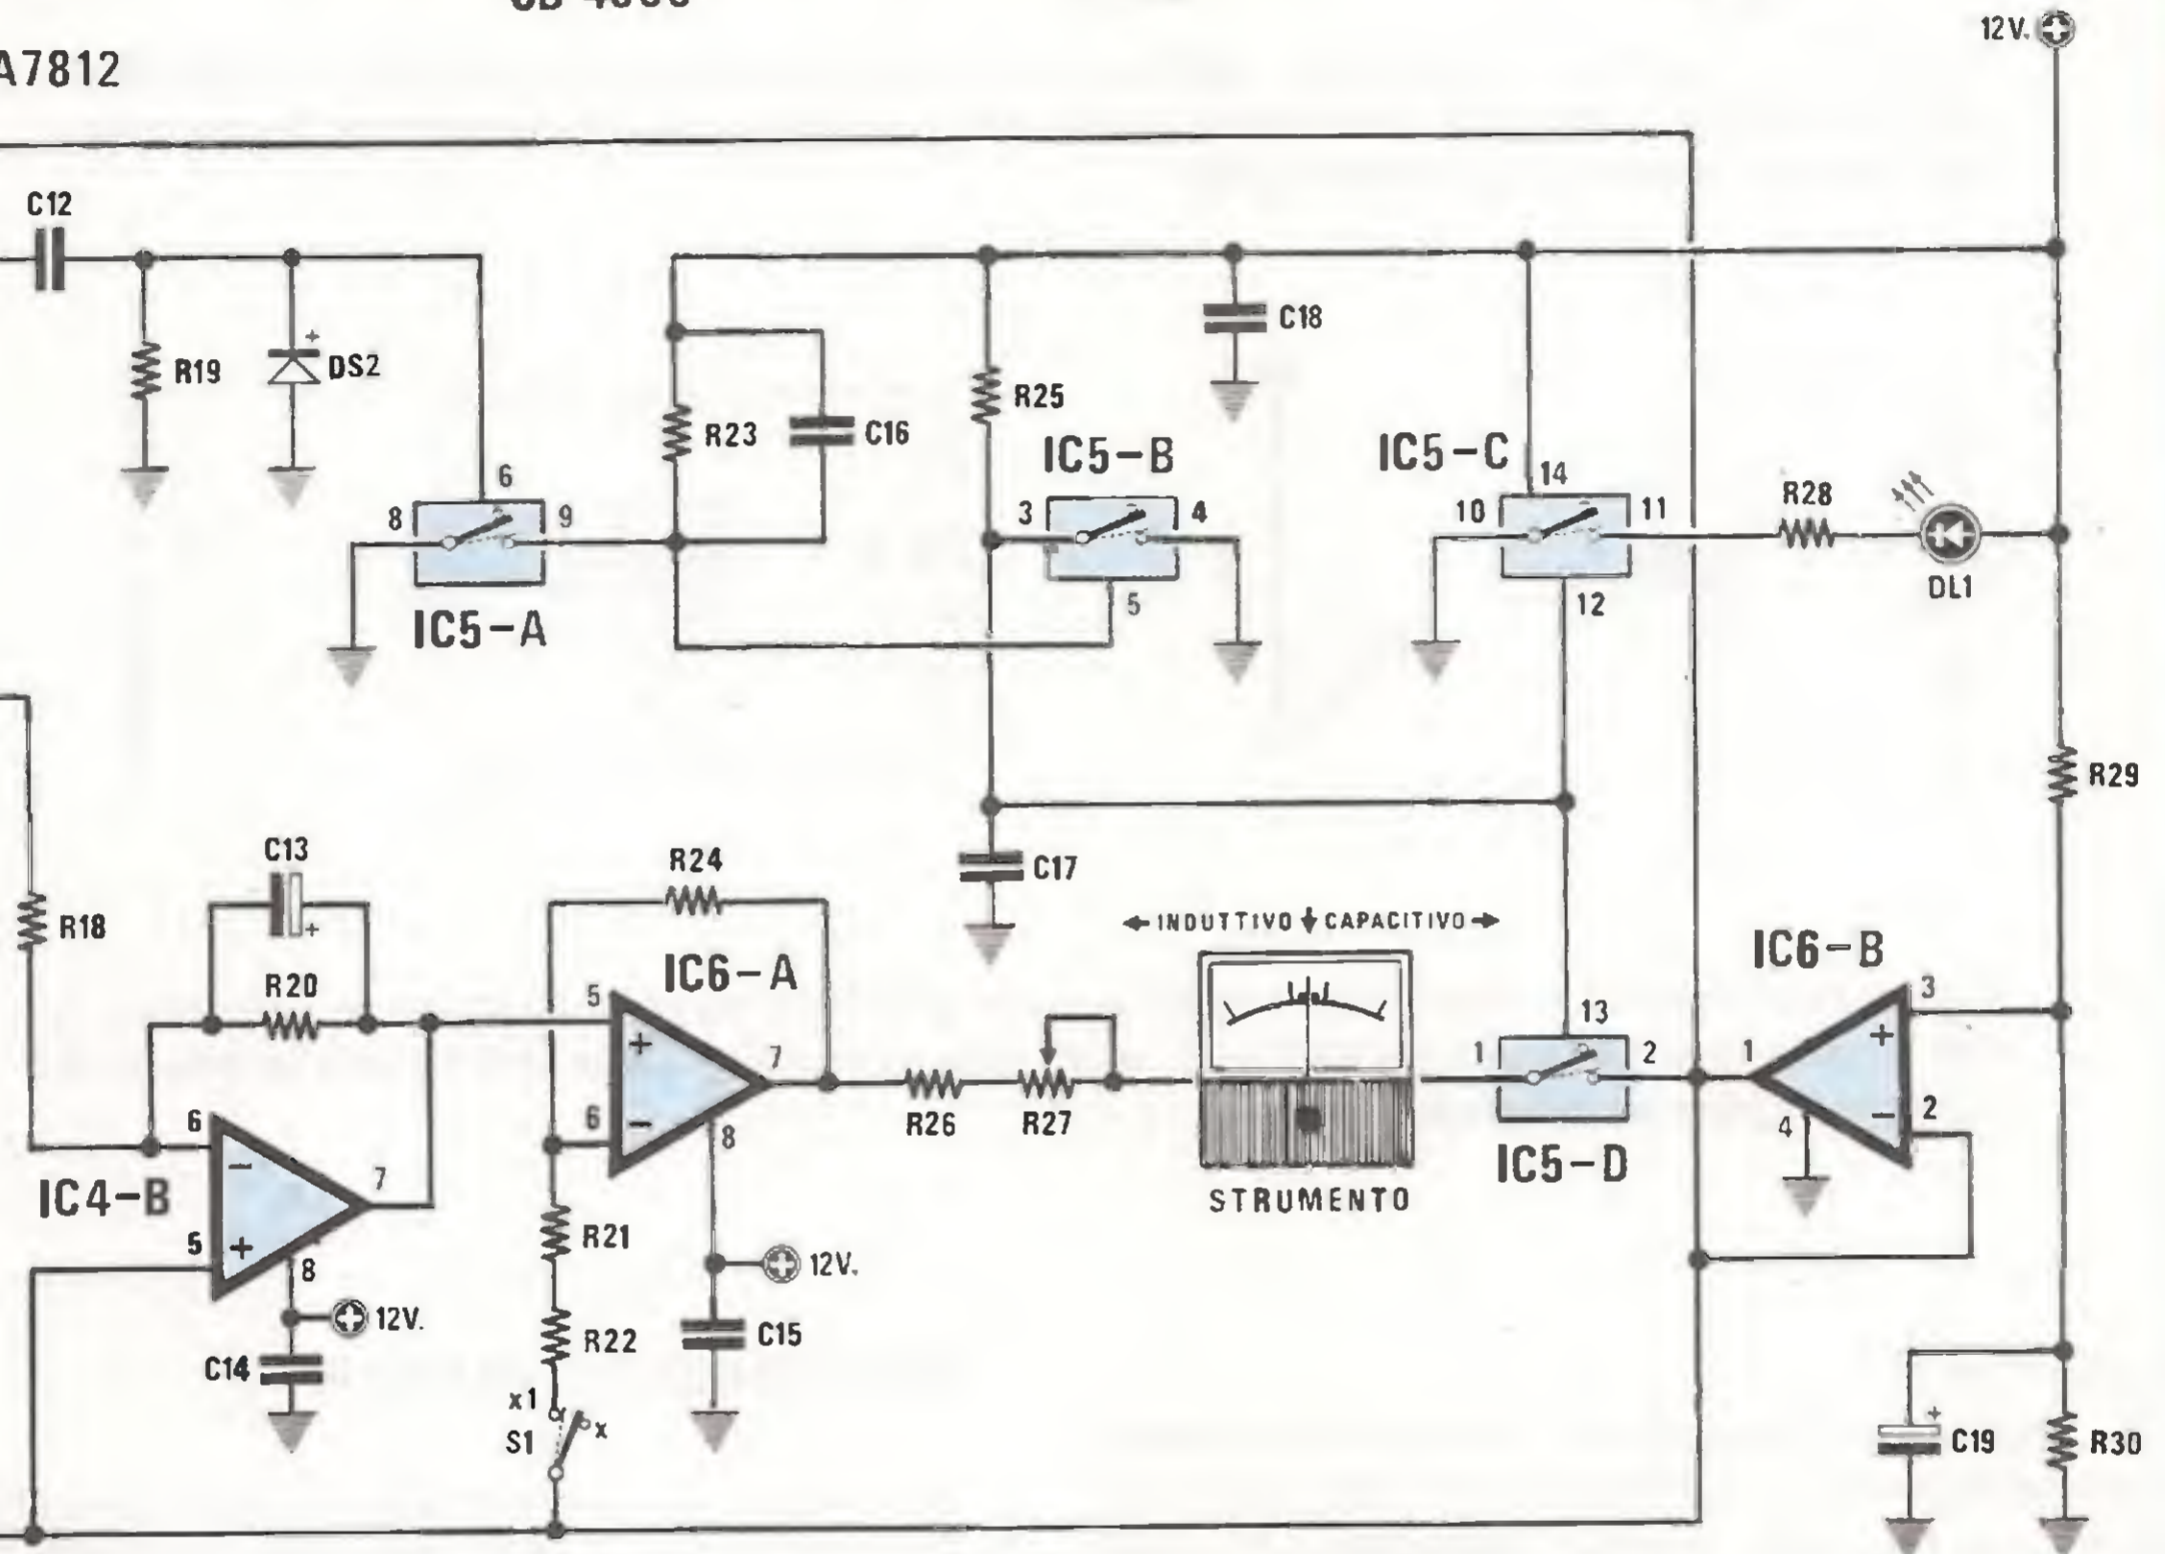 A7812
12V.
C12
R19
DS2
+
R23
C16
R25
C18
IC5-B
3
4
5
IC5-C
14
10
11
12
R28
DL1
6
8
9
IC5-A
R29
R18
C13
+
R20
R24
IC6-A
5
+
6
−
7
8
C17
INDUTTIVO CAPACITIVO
STRUMENTO
R26
R27
13
1
2
IC5-D
IC6-B
3
+
1
−
2
4
6
−
IC4-B
7
5
+
8
12V.
C14
R21
R22
x1
S1
x
12V.
C15
+
C19
R30